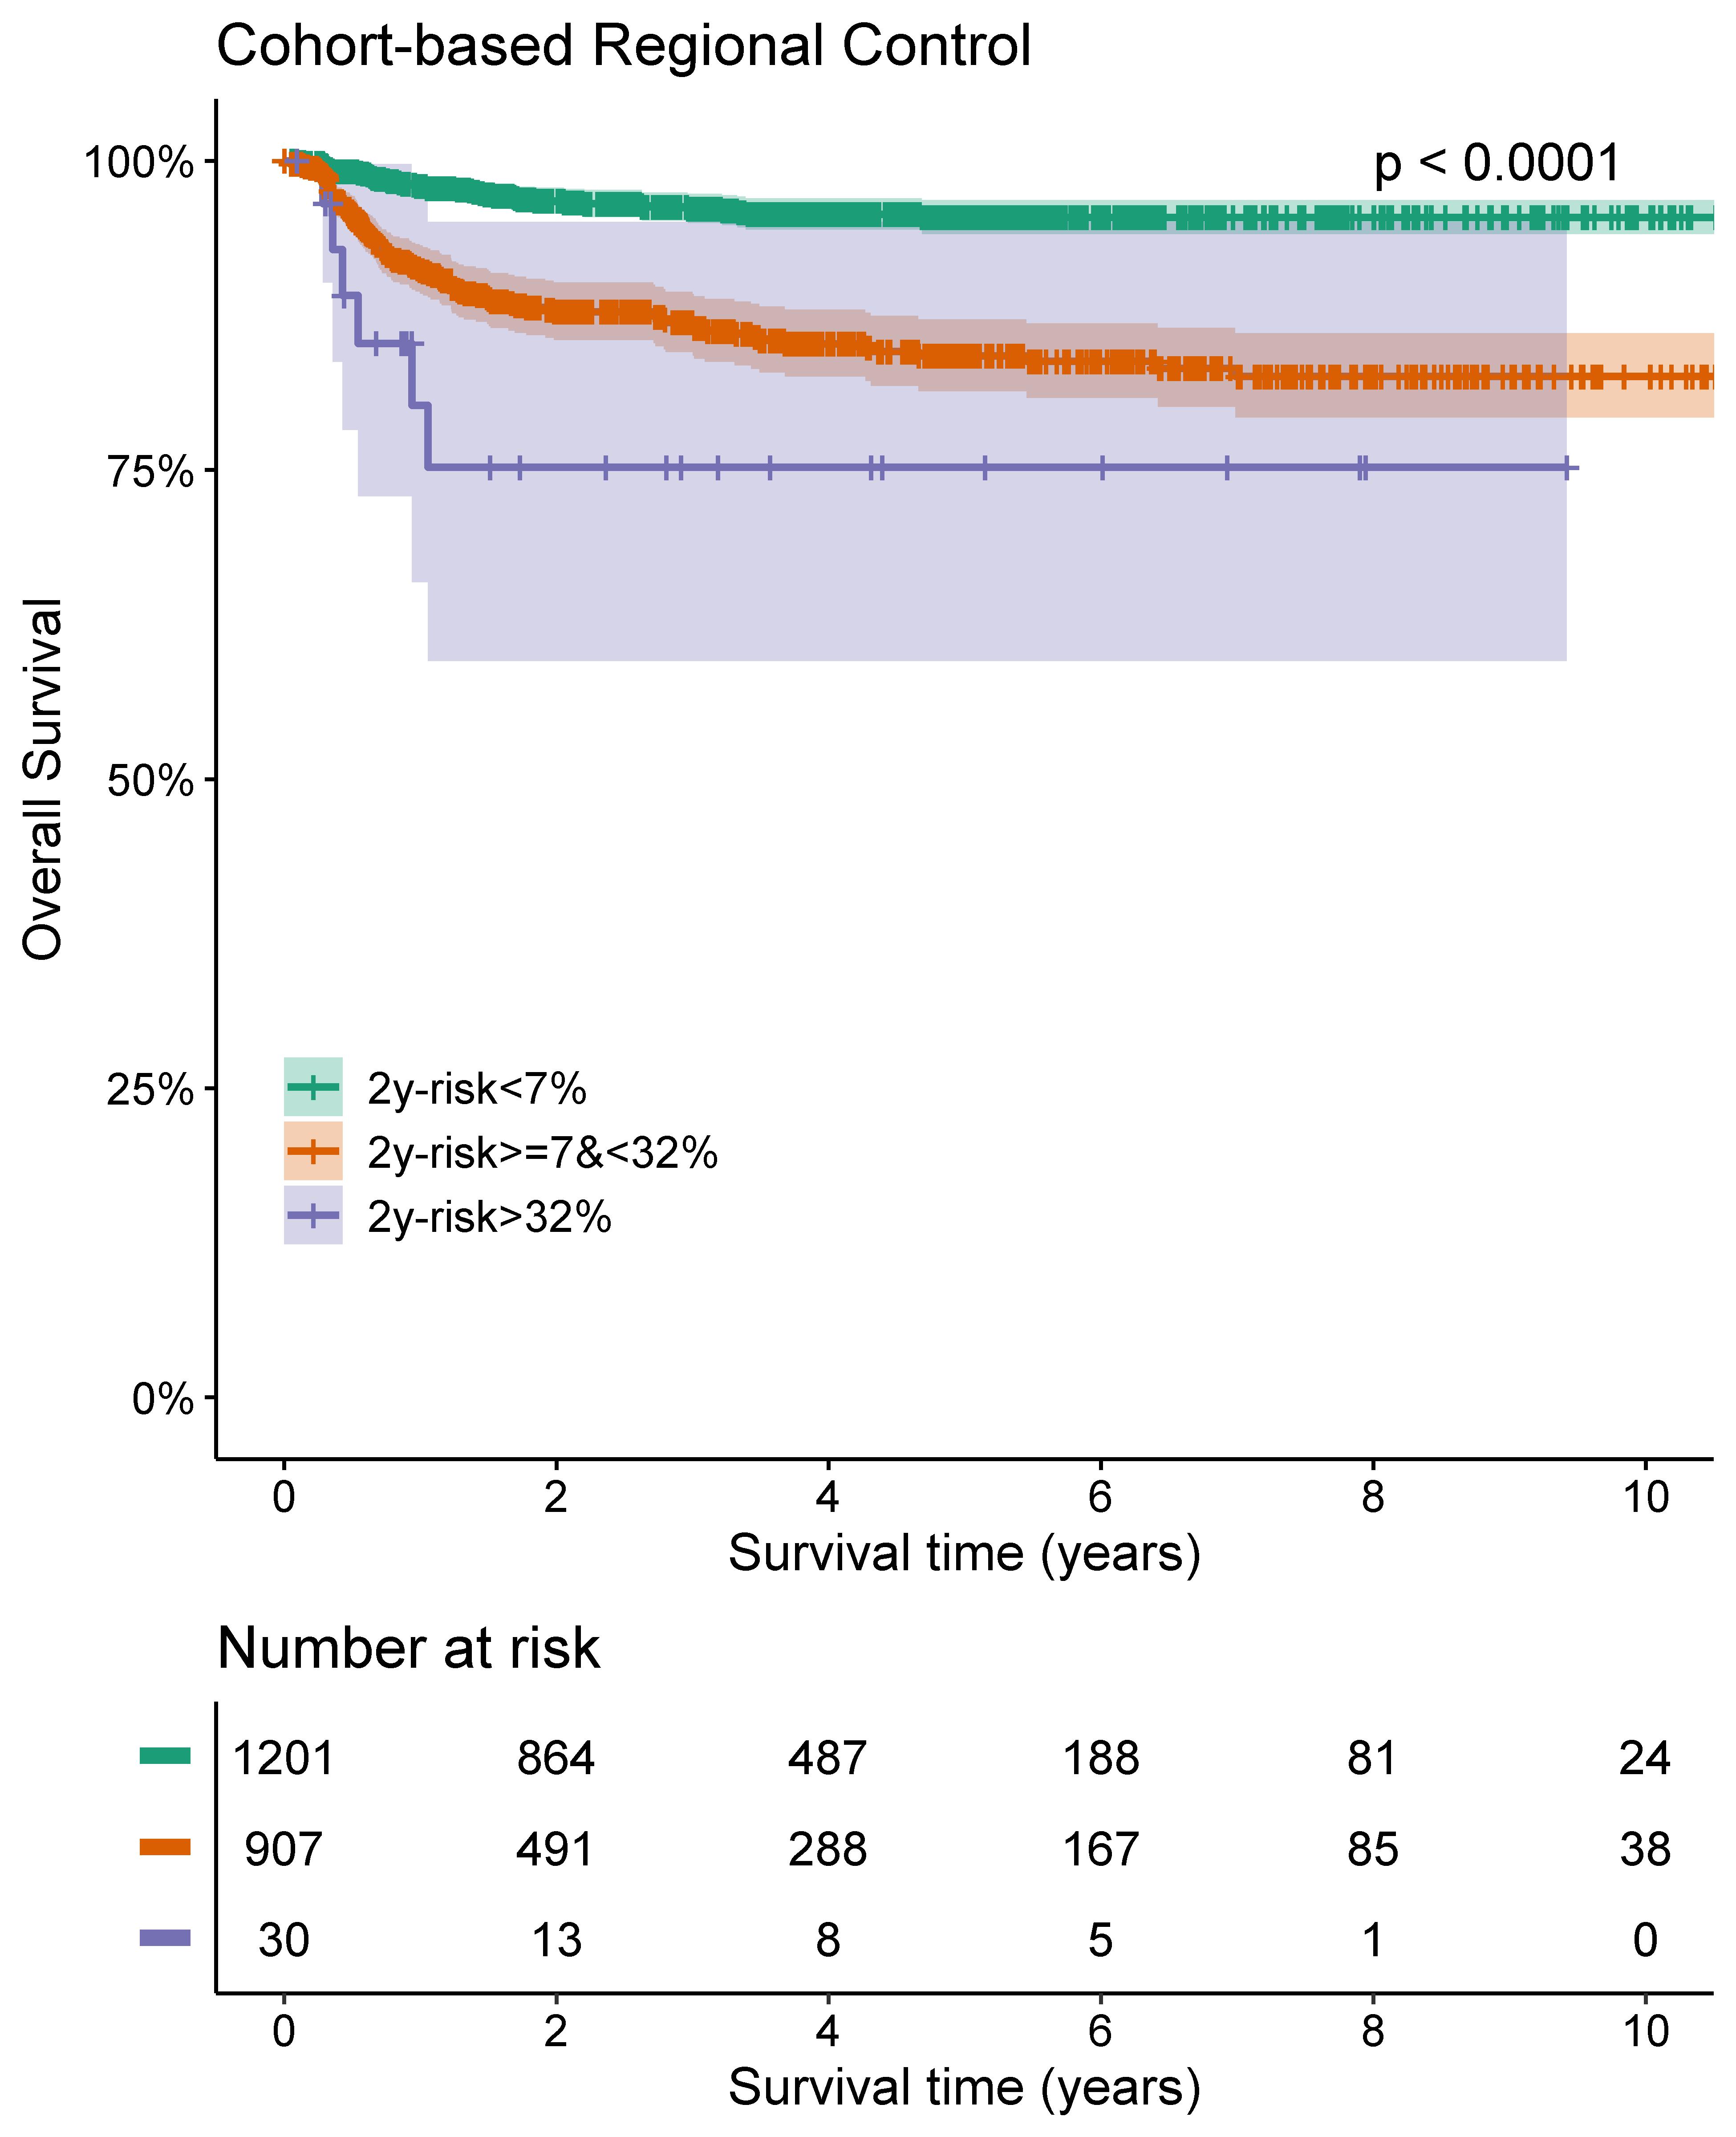 Cohort-based Regional Control
p < 0.0001
100%
75%
50%
25%
0%
Overall Survival
2y-risk<7%
2y-risk>=7&<32%
2y-risk>32%
0 2 4 6 8 10
Survival time (years)
Number at risk
1201 864 487 188 81 24
907 491 288 167 85 38
30 13 8 5 1 0
0 2 4 6 8 10
Survival time (years)